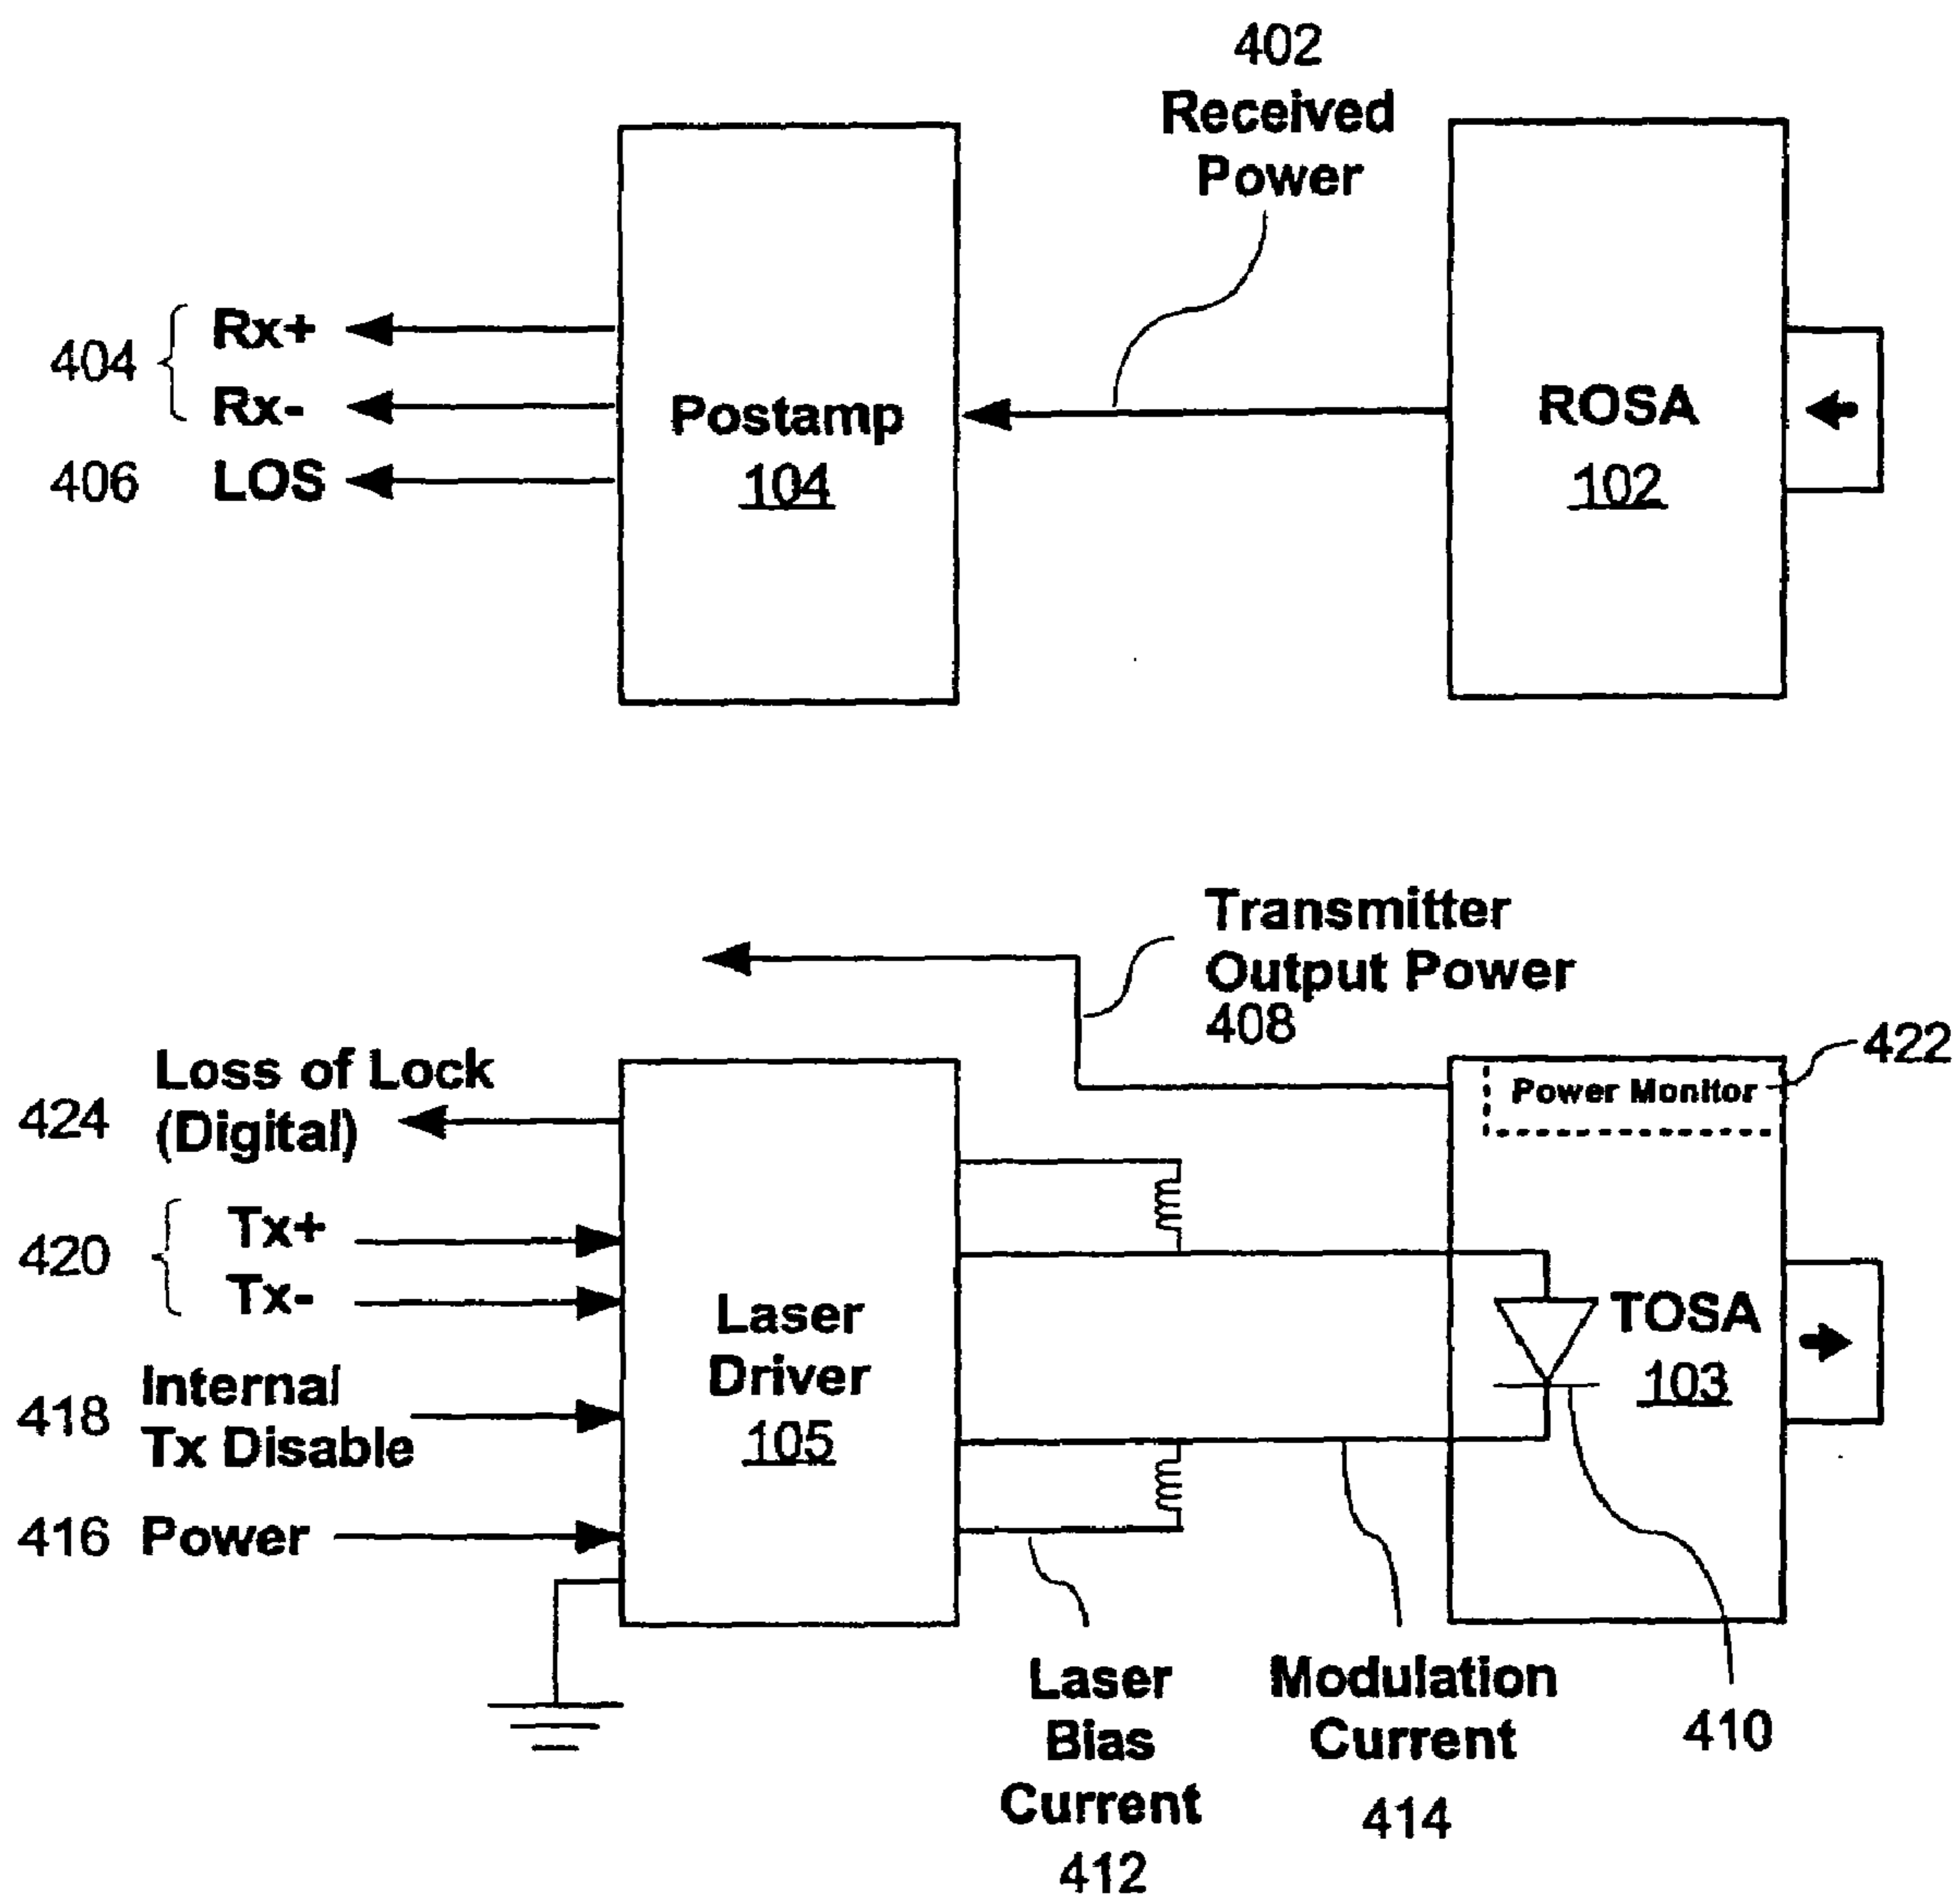 402
Received
Power
404
Rx+
Rx-
406 LOS
Postamp
104
ROSA
102
Transmitter
Output Power
408
422
Power Monitor
Loss of Lock
424 (Digital)
420
Tx+
Tx-
Internal
418
Tx Disable
416 Power
Laser
Driver
105
TOSA
103
Laser
Bias
Current
412
Modulation
Current
414
410